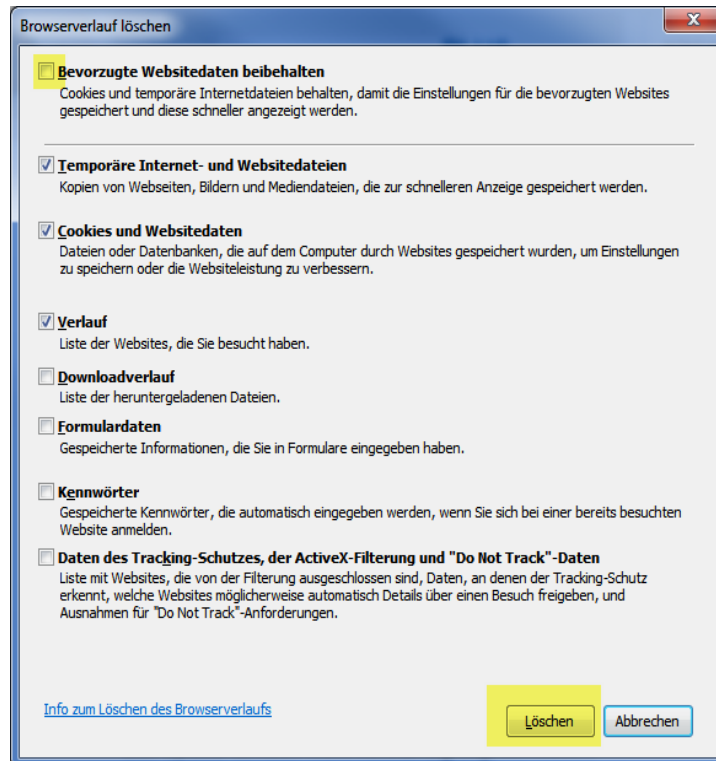 Browserverlauf löschen
Bevorzugte Websitedaten beibehalten
Cookies und temporäre Internetdateien behalten, damit die Einstellungen für die bevorzugten Websites
gespeichert und diese schneller angezeigt werden.
Temporäre Internet- und Websitedateien
Kopien von Webseiten, Bildern und Mediendateien, die zur schnelleren Anzeige gespeichert werden.
Cookies und Websitedaten
Dateien oder Datenbanken, die auf dem Computer durch Websites gespeichert wurden, um Einstellungen
zu speichern oder die Websiteleistung zu verbessern.
Verlauf
Liste der Websites, die Sie besucht haben.
Downloadverlauf
Liste der heruntergeladenen Dateien.
Formulardaten
Gespeicherte Informationen, die Sie in Formulare eingegeben haben.
Kennwörter
Gespeicherte Kennwörter, die automatisch eingegeben werden, wenn Sie sich bei einer bereits besuchten
Website anmelden.
Daten des Tracking-Schutzes, der ActiveX-Filterung und "Do Not Track"-Daten
Liste mit Websites, die von der Filterung ausgeschlossen sind, Daten, an denen der Tracking-Schutz
erkennt, welche Websites möglicherweise automatisch Details über einen Besuch freigeben, und
Ausnahmen für "Do Not Track"-Anforderungen.
Info zum Löschen des Browserverlaufs
Löschen
Abbrechen